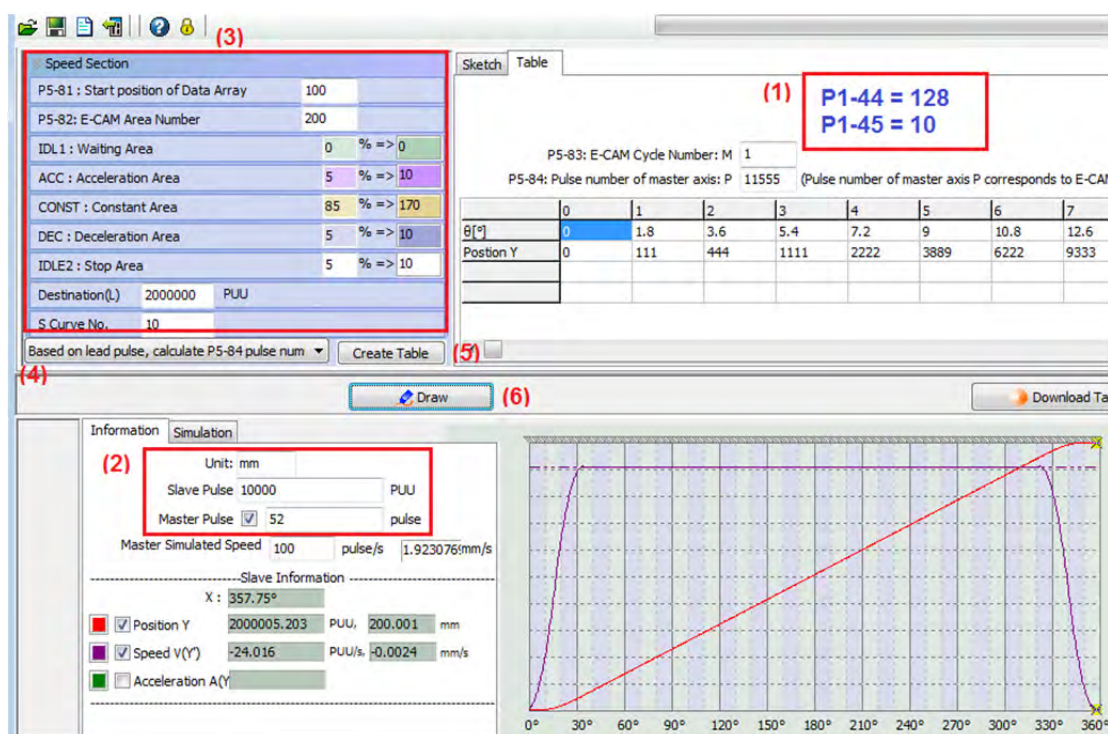 (3)
Speed Section
P5-81 : Start position of Data Array 100
P5-82: E-CAM Area Number 200
IDL1 : Waiting Area 0 % => 0
ACC : Acceleration Area 5 % => 10
CONST : Constant Area 85 % => 170
DEC : Deceleration Area 5 % => 10
IDLE2 : Stop Area 5 % => 10
Destination(L) 2000000 PUU
S Curve No. 10
Based on lead pulse, calculate P5-84 pulse num Create Table (5)
(4)
Sketch Table
(1) P1-44 = 128
P1-45 = 10
P5-83: E-CAM Cycle Number: M 1
P5-84: Pulse number of master axis: P 11555 (Pulse number of master axis P corresponds to E-CAM
0 1 2 3 4 5 6 7
θ[°] 0 1.8 3.6 5.4 7.2 9 10.8 12.6
Postion Y 0 111 444 1111 2222 3889 6222 9333
Draw (6) Download Ta
Information Simulation
(2)
Unit: mm
Slave Pulse 10000 PUU
Master Pulse 52 pulse
Master Simulated Speed 100 pulse/s 1.923076 mm/s
Slave Information
X : 357.75°
Position Y 2000005.203 PUU, 200.001 mm
Speed V(Y') -24.016 PUU/s, -0.0024 mm/s
Acceleration A(Y
0° 30° 60° 90° 120° 150° 180° 210° 240° 270° 300° 330° 360°